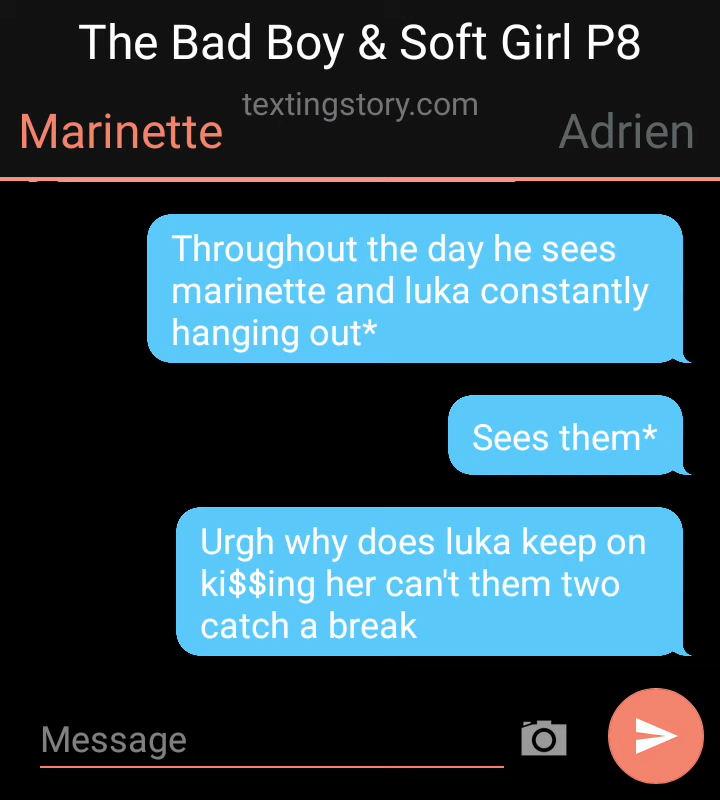 The Bad Boy & Soft Girl P8
textingstory.com
Marinette Adrien
Throughout the day he sees
marinette and luka constantly
hanging out*
Sees them*
Urgh why does luka keep on
ki$$ing her can't them two
catch a break
Message